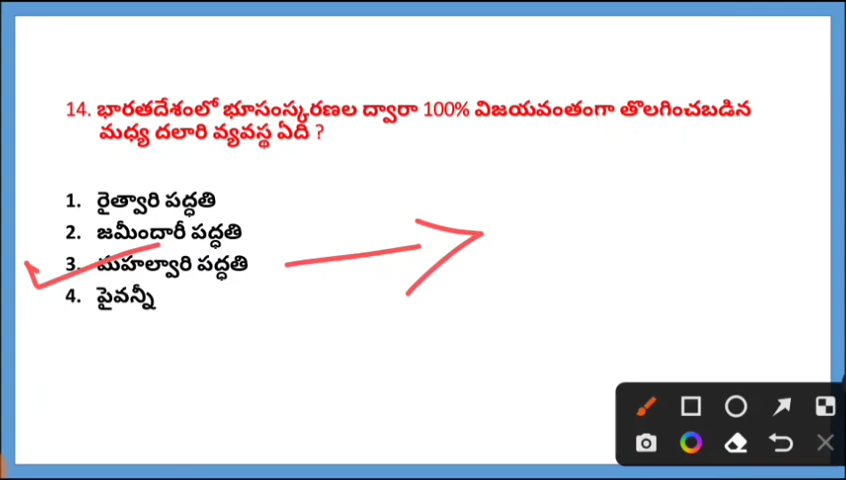 14. భారతదేశంలో భూసంస్కరణల ద్వారా 100% విజయవంతంగా తొలగించబడిన
మధ్య దలారి వ్యవస్థ ఏది ?
1. రైత్వారి పద్ధతి
2. జమీందారీ పద్ధతి
3. మహల్వారి పద్ధతి
4. పైవన్నీ